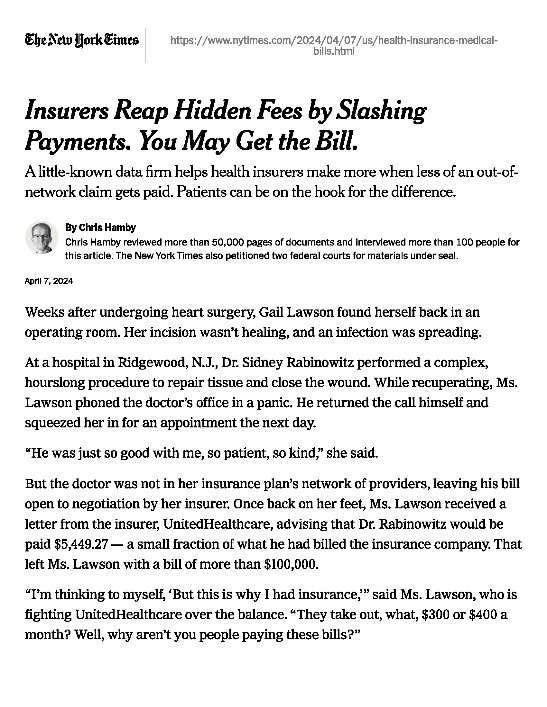 The New York Times
https://www.nytimes.com/2024/04/07/us/health-insurance-medical-
bills.html
Insurers Reap Hidden Fees by Slashing
Payments. You May Get the Bill.
A little-known data firm helps health insurers make more when less of an out-of-
network claim gets paid. Patients can be on the hook for the difference.
By Chris Hamby
Chris Hamby reviewed more than 50,000 pages of documents and interviewed more than 100 people for
this article. The New York Times also petitioned two federal courts for materials under seal.
April 7, 2024
Weeks after undergoing heart surgery, Gail Lawson found herself back in an
operating room. Her incision wasn’t healing, and an infection was spreading.
At a hospital in Ridgewood, N.J., Dr. Sidney Rabinowitz performed a complex,
hourslong procedure to repair tissue and close the wound. While recuperating, Ms.
Lawson phoned the doctor’s office in a panic. He returned the call himself and
squeezed her in for an appointment the next day.
“He was just so good with me, so patient, so kind,” she said.
But the doctor was not in her insurance plan’s network of providers, leaving his bill
open to negotiation by her insurer. Once back on her feet, Ms. Lawson received a
letter from the insurer, UnitedHealthcare, advising that Dr. Rabinowitz would be
paid $5,449.27 — a small fraction of what he had billed the insurance company. That
left Ms. Lawson with a bill of more than $100,000.
“I’m thinking to myself, ‘But this is why I had insurance,’” said Ms. Lawson, who is
fighting UnitedHealthcare over the balance. “They take out, what, $300 or $400 a
month? Well, why aren’t you people paying these bills?”